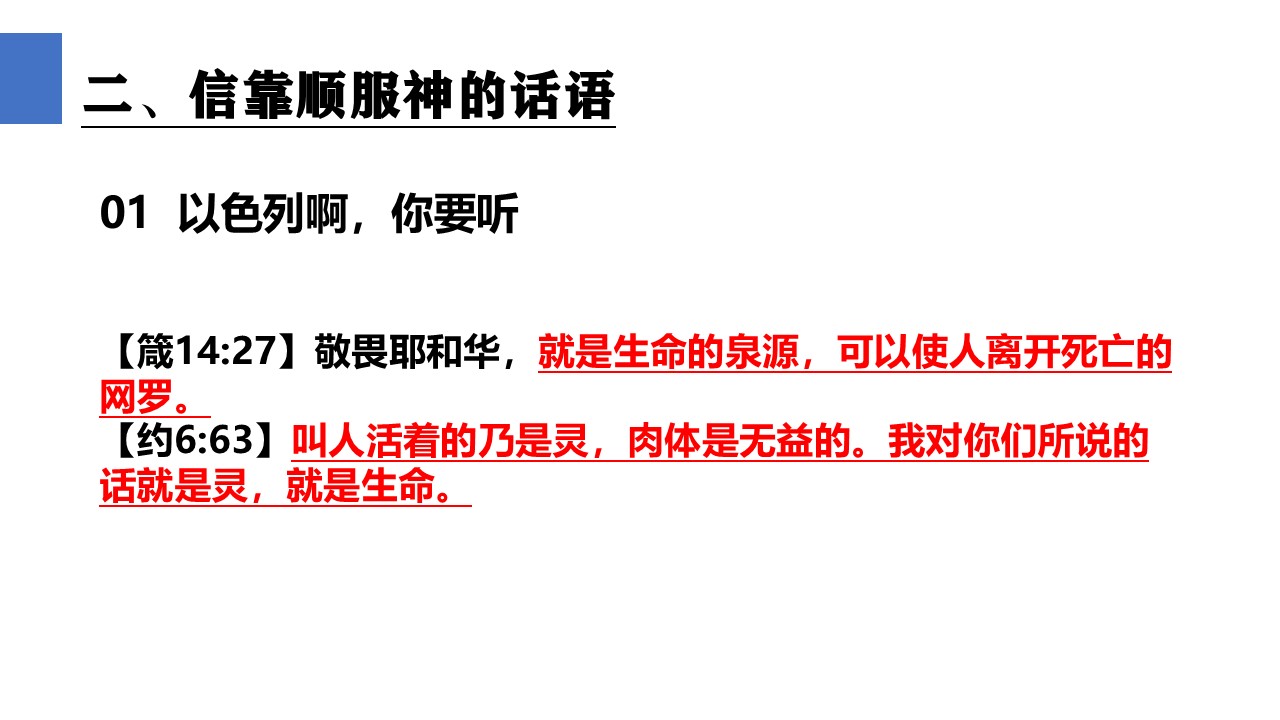 二、信靠顺服神的话语
01 以色列啊，你要听
【箴14:27】敬畏耶和华，就是生命的泉源，可以使人离开死亡的
网罗。
【约6:63】叫人活着的乃是灵，肉体是无益的。我对你们所说的
话就是灵，就是生命。